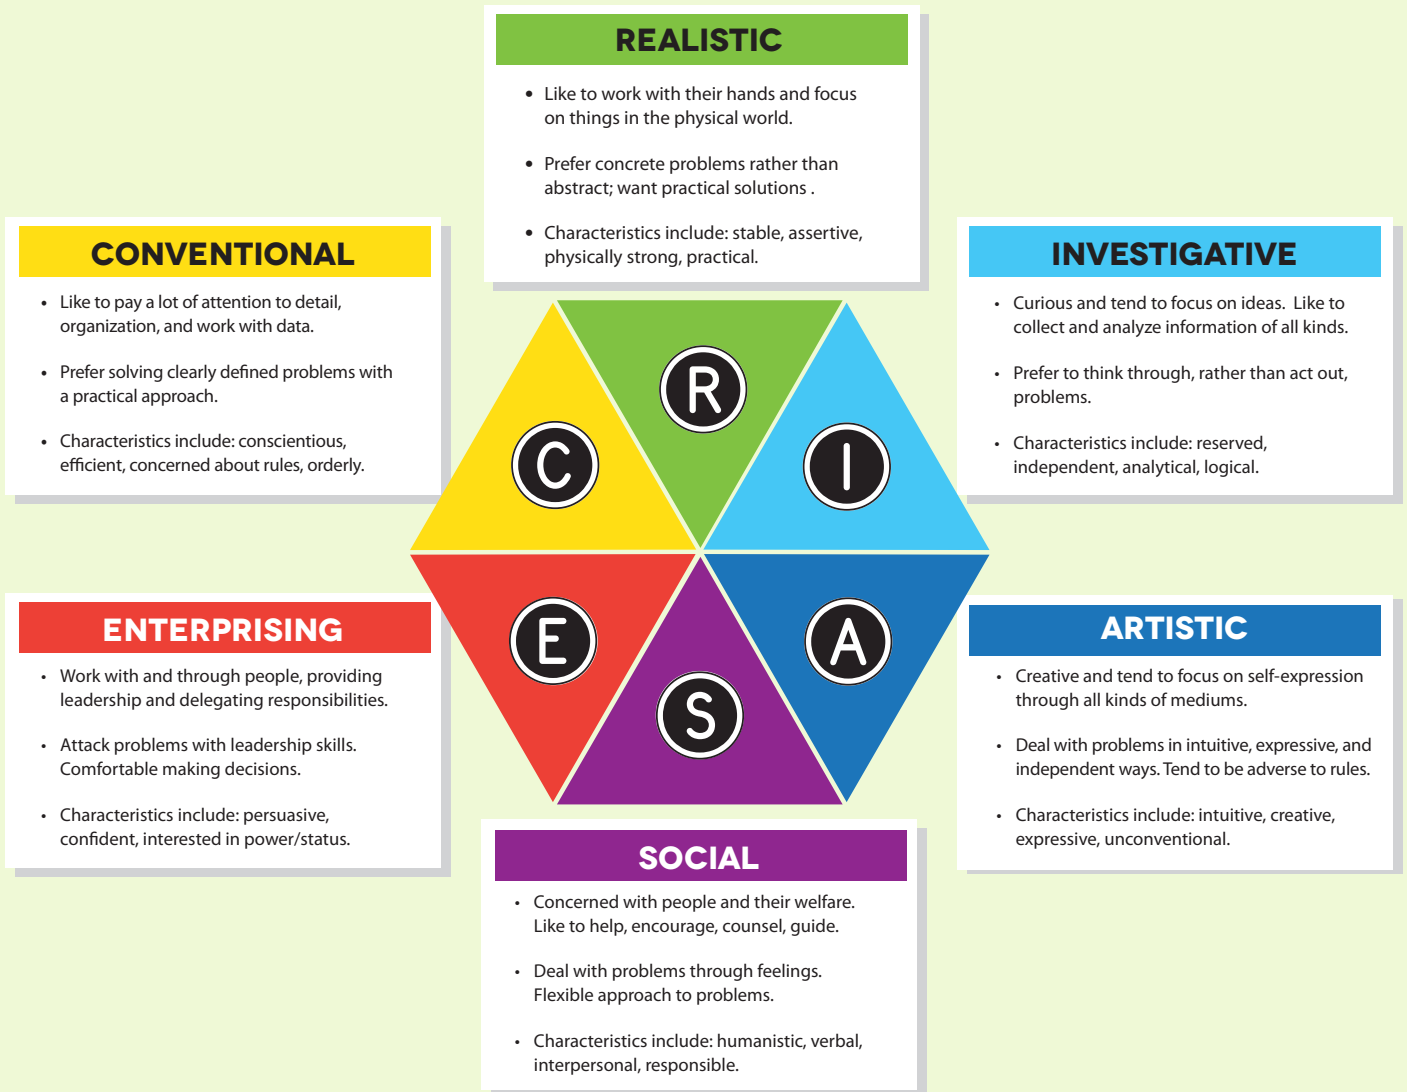 REALISTIC
• Like to work with their hands and focus
on things in the physical world.
• Prefer concrete problems rather than
abstract; want practical solutions .
• Characteristics include: stable, assertive,
physically strong, practical.
CONVENTIONAL
• Like to pay a lot of attention to detail,
organization, and work with data.
• Prefer solving clearly defined problems with
a practical approach.
• Characteristics include: conscientious,
efficient, concerned about rules, orderly.
INVESTIGATIVE
• Curious and tend to focus on ideas.  Like to
collect and analyze information of all kinds.
• Prefer to think through, rather than act out,
problems.
• Characteristics include: reserved,
independent, analytical, logical.
R
C
I
E
A
S
ENTERPRISING
• Work with and through people, providing
leadership and delegating responsibilities.
• Attack problems with leadership skills.
Comfortable making decisions.
• Characteristics include: persuasive,
confident, interested in power/status.
ARTISTIC
• Creative and tend to focus on self-expression
through all kinds of mediums.
• Deal with problems in intuitive, expressive, and
independent ways. Tend to be adverse to rules.
• Characteristics include: intuitive, creative,
expressive, unconventional.
SOCIAL
• Concerned with people and their welfare.
Like to help, encourage, counsel, guide.
• Deal with problems through feelings.
Flexible approach to problems.
• Characteristics include: humanistic, verbal,
interpersonal, responsible.